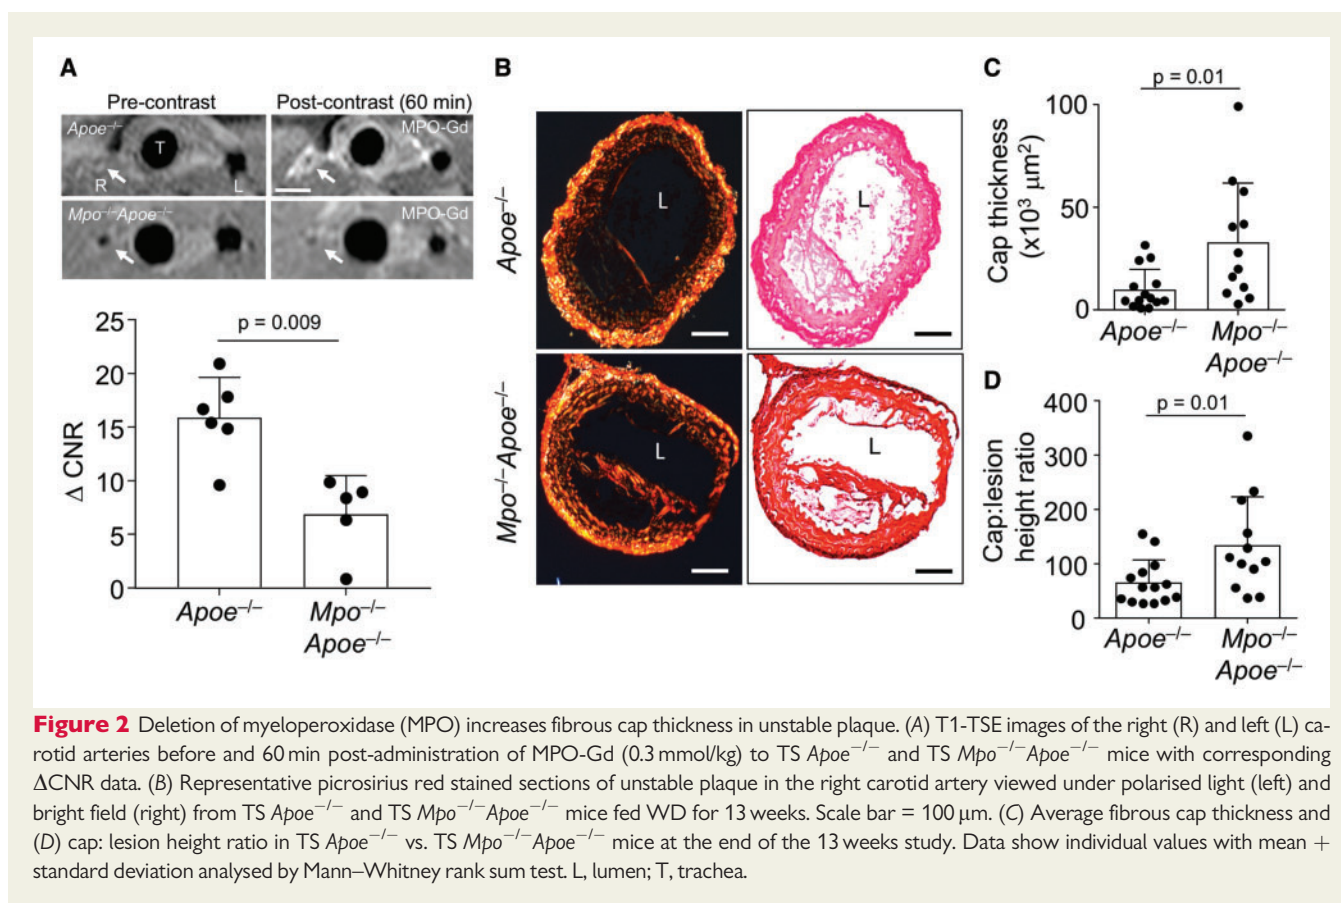 A
Pre-contrast
Post-contrast (60 min)
Apoe–/–
MPO-Gd
T
R
L
Mpo–/–Apoe–/–
MPO-Gd
Δ CNR
25
20
15
10
5
0
p = 0.009
Apoe–/–
Mpo–/–
Apoe–/–
B
Apoe–/–
L
L
Mpo–/–Apoe–/–
L
L
C
Cap thickness
(x10³ μm²)
p = 0.01
100
50
0
Apoe–/–
Mpo–/–
Apoe–/–
D
Cap:lesion
height ratio
p = 0.01
400
300
200
100
0
Apoe–/–
Mpo–/–
Apoe–/–
Figure 2 Deletion of myeloperoxidase (MPO) increases fibrous cap thickness in unstable plaque. (A) T1-TSE images of the right (R) and left (L) ca-
rotid arteries before and 60 min post-administration of MPO-Gd (0.3 mmol/kg) to TS Apoe−/− and TS Mpo−/−Apoe−/− mice with corresponding
ΔCNR data. (B) Representative picrosirius red stained sections of unstable plaque in the right carotid artery viewed under polarised light (left) and
bright field (right) from TS Apoe−/− and TS Mpo−/−Apoe−/− mice fed WD for 13 weeks. Scale bar = 100 μm. (C) Average fibrous cap thickness and
(D) cap: lesion height ratio in TS Apoe−/− vs. TS Mpo−/−Apoe−/− mice at the end of the 13 weeks study. Data show individual values with mean +
standard deviation analysed by Mann–Whitney rank sum test. L, lumen; T, trachea.